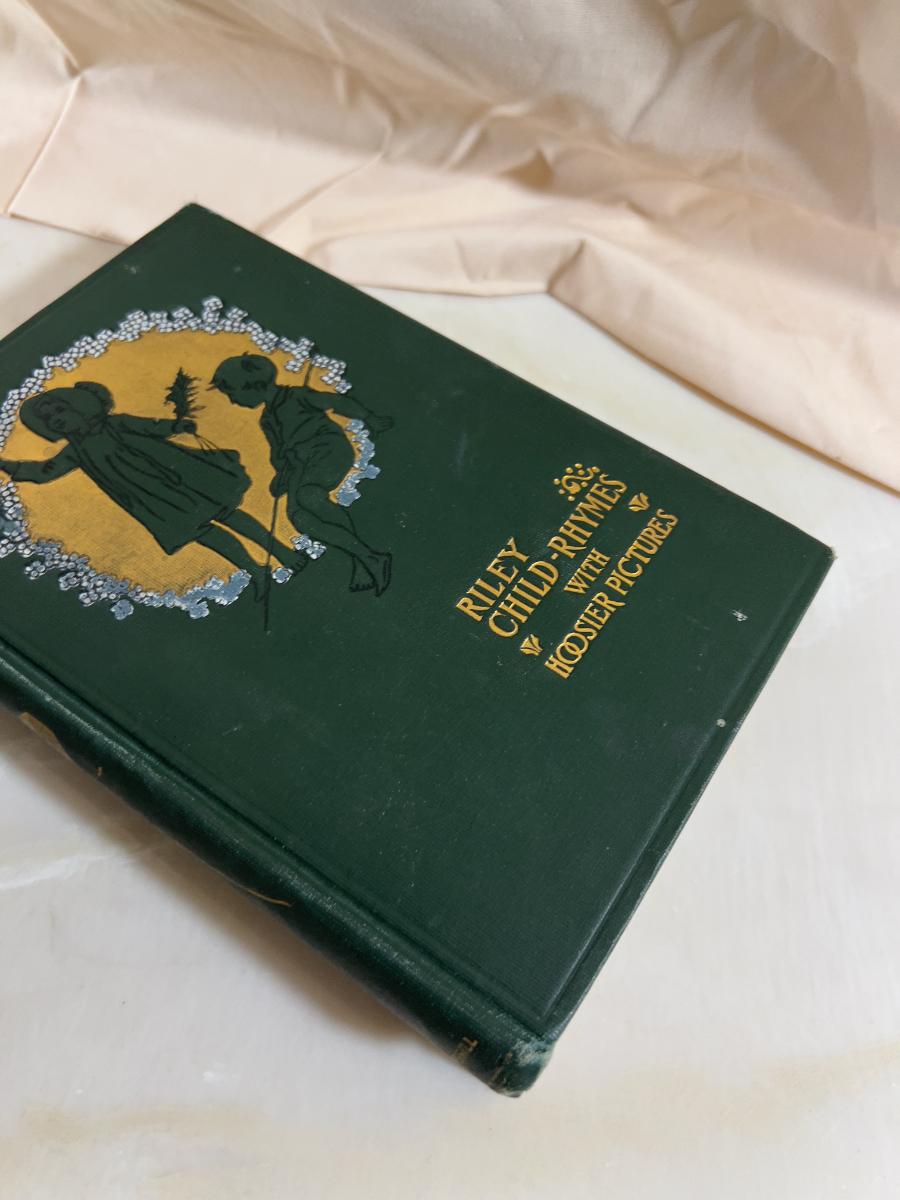 RILEY
CHILD-RHYMES
WITH
HOOSIER PICTURES